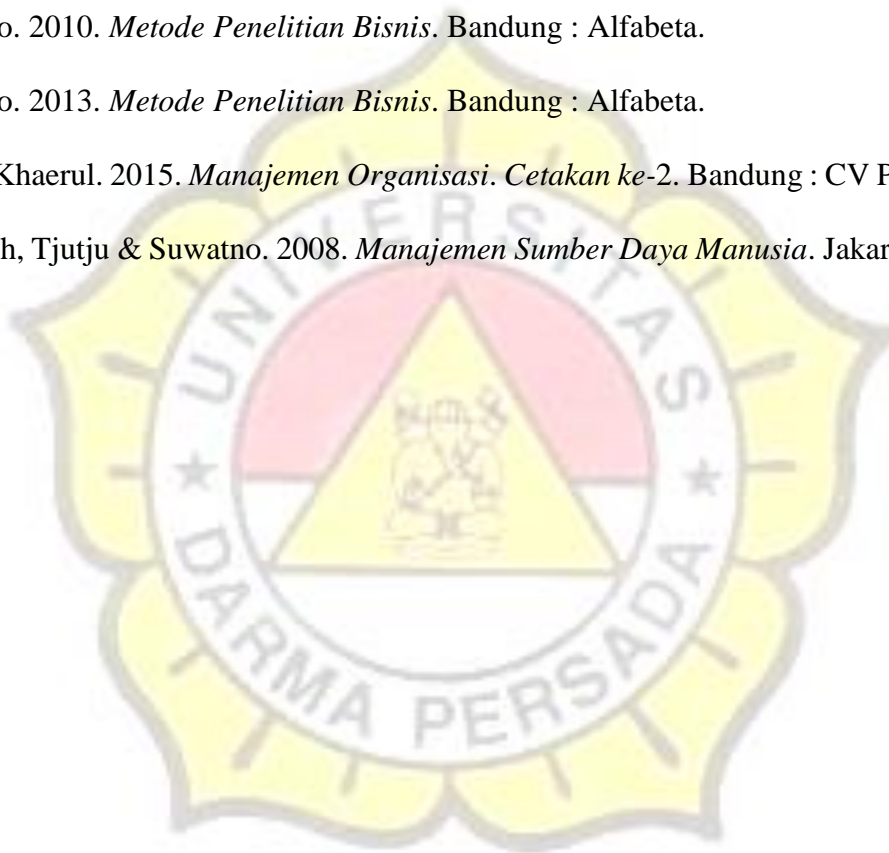 o. 2010. Metode Penelitian Bisnis. Bandung : Alfabeta.
o. 2013. Metode Penelitian Bisnis. Bandung : Alfabeta.
Khaerul. 2015. Manajemen Organisasi. Cetakan ke-2. Bandung : CV P
h, Tjutju & Suwatno. 2008. Manajemen Sumber Daya Manusia. Jakar
UNIVERSITAS
DARMA PERSADA